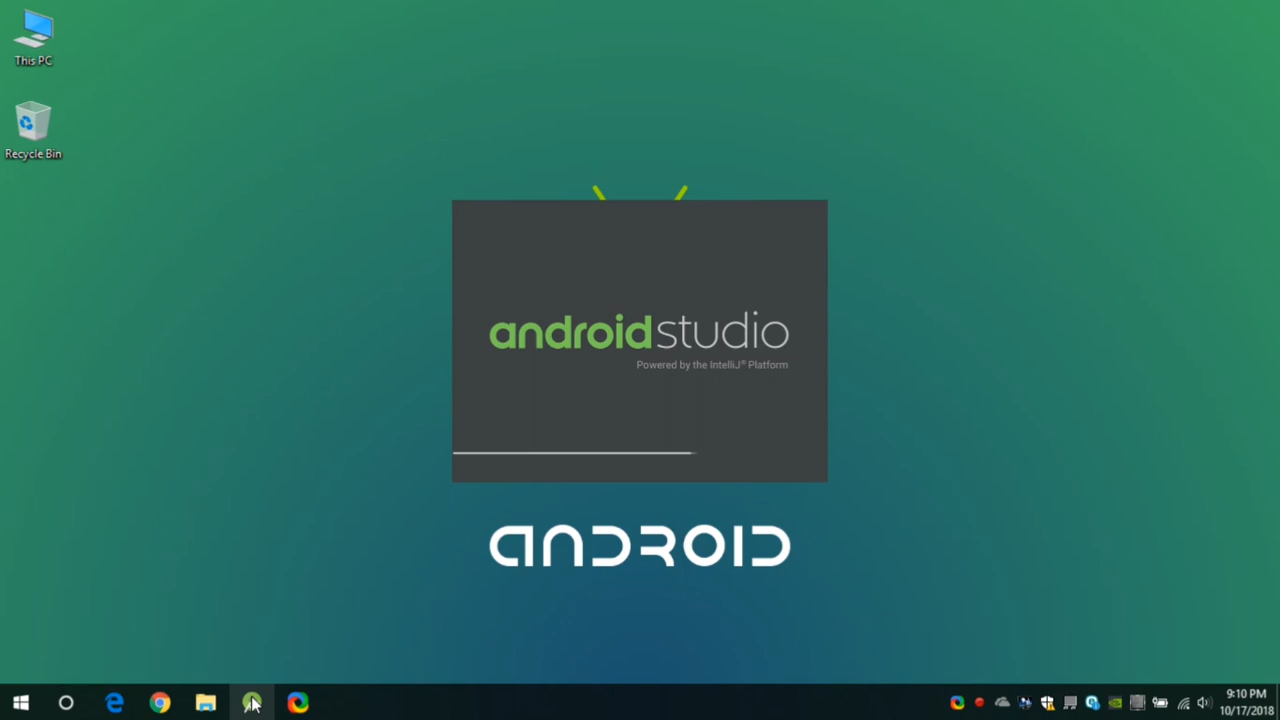 This PC
Recycle Bin
androidstudio
Powered by the IntelliJ® Platform
ANDROID
9:10 PM
10/17/2018